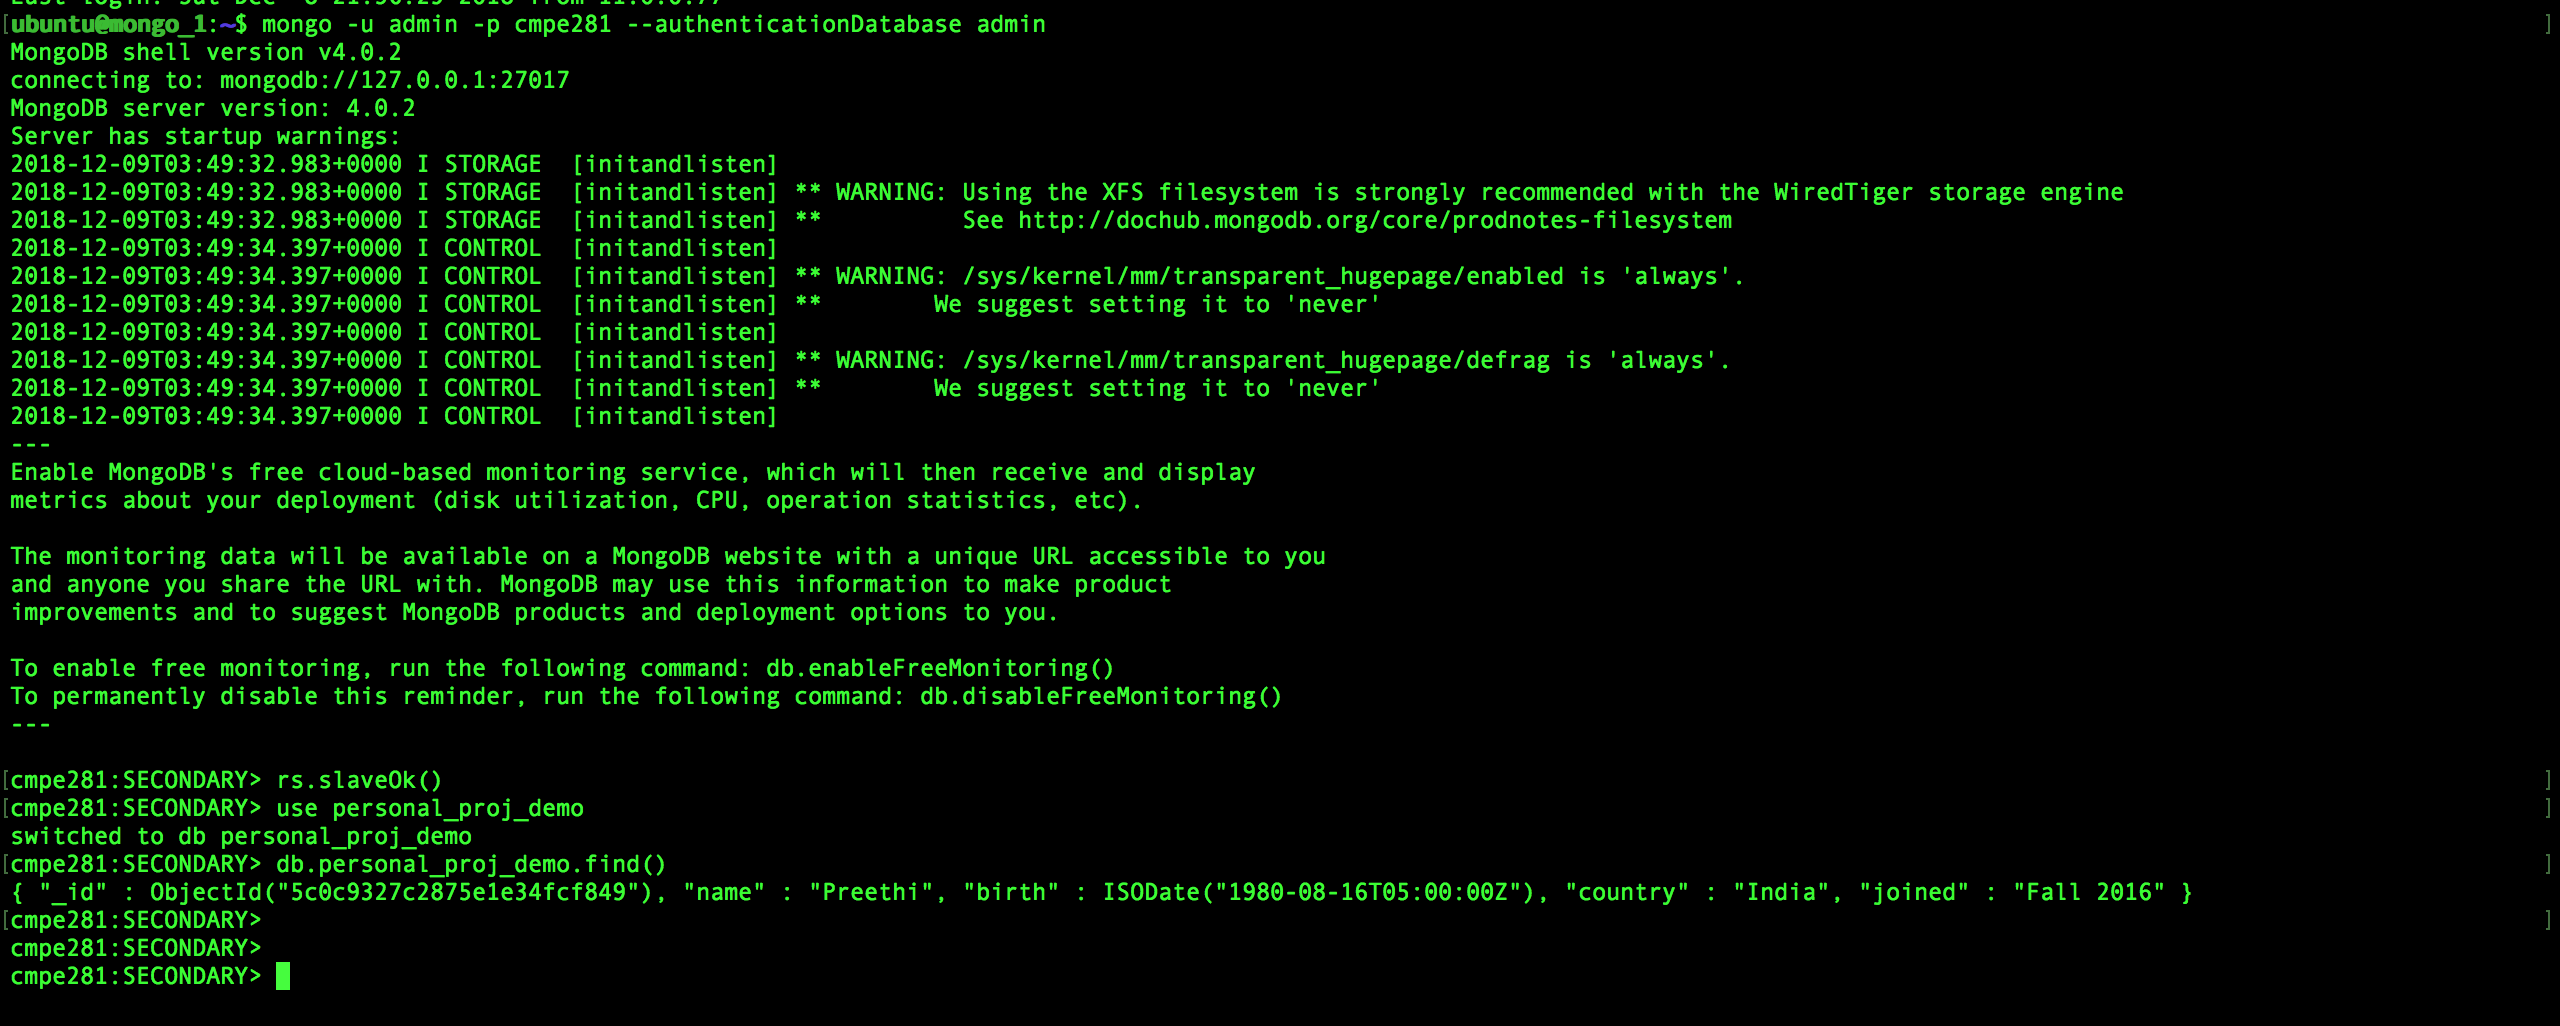 Last login: Sat Dec  8 21:56:29 2018 from 11.0.0.77
[ubuntu@mongo_1:~$ mongo -u admin -p cmpe281 --authenticationDatabase admin ]
MongoDB shell version v4.0.2
connecting to: mongodb://127.0.0.1:27017
MongoDB server version: 4.0.2
Server has startup warnings:
2018-12-09T03:49:32.983+0000 I STORAGE  [initandlisten]
2018-12-09T03:49:32.983+0000 I STORAGE  [initandlisten] ** WARNING: Using the XFS filesystem is strongly recommended with the WiredTiger storage engine
2018-12-09T03:49:32.983+0000 I STORAGE  [initandlisten] **          See http://dochub.mongodb.org/core/prodnotes-filesystem
2018-12-09T03:49:34.397+0000 I CONTROL  [initandlisten]
2018-12-09T03:49:34.397+0000 I CONTROL  [initandlisten] ** WARNING: /sys/kernel/mm/transparent_hugepage/enabled is 'always'.
2018-12-09T03:49:34.397+0000 I CONTROL  [initandlisten] **        We suggest setting it to 'never'
2018-12-09T03:49:34.397+0000 I CONTROL  [initandlisten]
2018-12-09T03:49:34.397+0000 I CONTROL  [initandlisten] ** WARNING: /sys/kernel/mm/transparent_hugepage/defrag is 'always'.
2018-12-09T03:49:34.397+0000 I CONTROL  [initandlisten] **        We suggest setting it to 'never'
2018-12-09T03:49:34.397+0000 I CONTROL  [initandlisten]
---
Enable MongoDB's free cloud-based monitoring service, which will then receive and display
metrics about your deployment (disk utilization, CPU, operation statistics, etc).
The monitoring data will be available on a MongoDB website with a unique URL accessible to you
and anyone you share the URL with. MongoDB may use this information to make product
improvements and to suggest MongoDB products and deployment options to you.
To enable free monitoring, run the following command: db.enableFreeMonitoring()
To permanently disable this reminder, run the following command: db.disableFreeMonitoring()
---
[cmpe281:SECONDARY> rs.slaveOk() ]
[cmpe281:SECONDARY> use personal_proj_demo ]
switched to db personal_proj_demo
[cmpe281:SECONDARY> db.personal_proj_demo.find() ]
{ "_id" : ObjectId("5c0c9327c2875e1e34fcf849"), "name" : "Preethi", "birth" : ISODate("1980-08-16T05:00:00Z"), "country" : "India", "joined" : "Fall 2016" }
[cmpe281:SECONDARY> ]
cmpe281:SECONDARY>
cmpe281:SECONDARY>